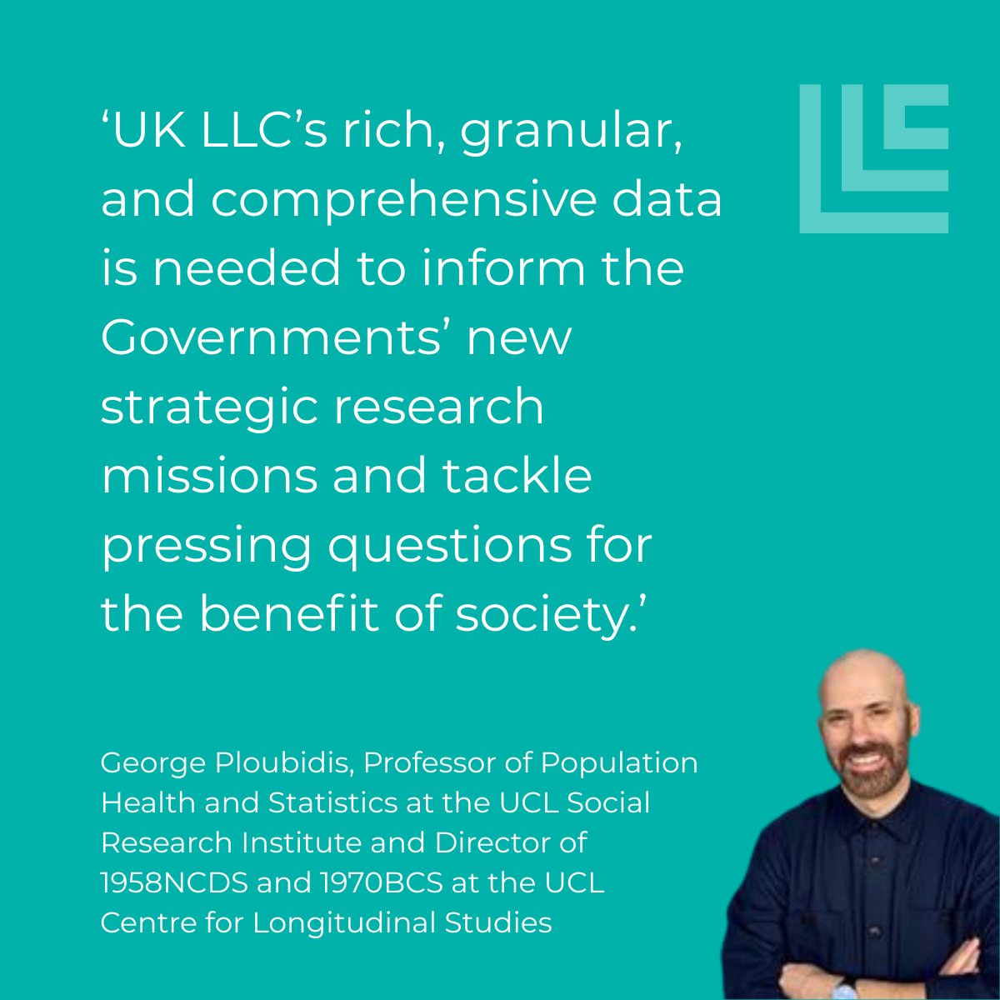 ‘UK LLC’s rich, granular,
and comprehensive data
is needed to inform the
Governments’ new
strategic research
missions and tackle
pressing questions for
the benefit of society.’
George Ploubidis, Professor of Population
Health and Statistics at the UCL Social
Research Institute and Director of
1958NCDS and 1970BCS at the UCL
Centre for Longitudinal Studies
LLC